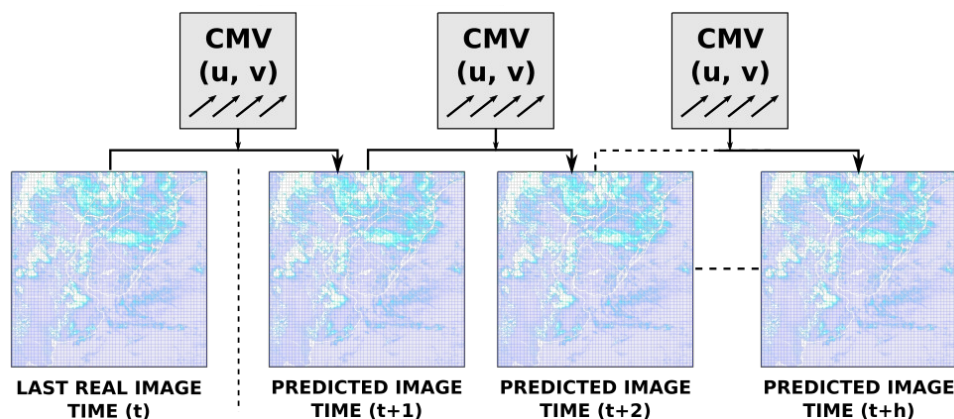 CMV
(u, v)
CMV
(u, v)
CMV
(u, v)
LAST REAL IMAGE
TIME (t)
PREDICTED IMAGE
TIME (t+1)
PREDICTED IMAGE
TIME (t+2)
PREDICTED IMAGE
TIME (t+h)